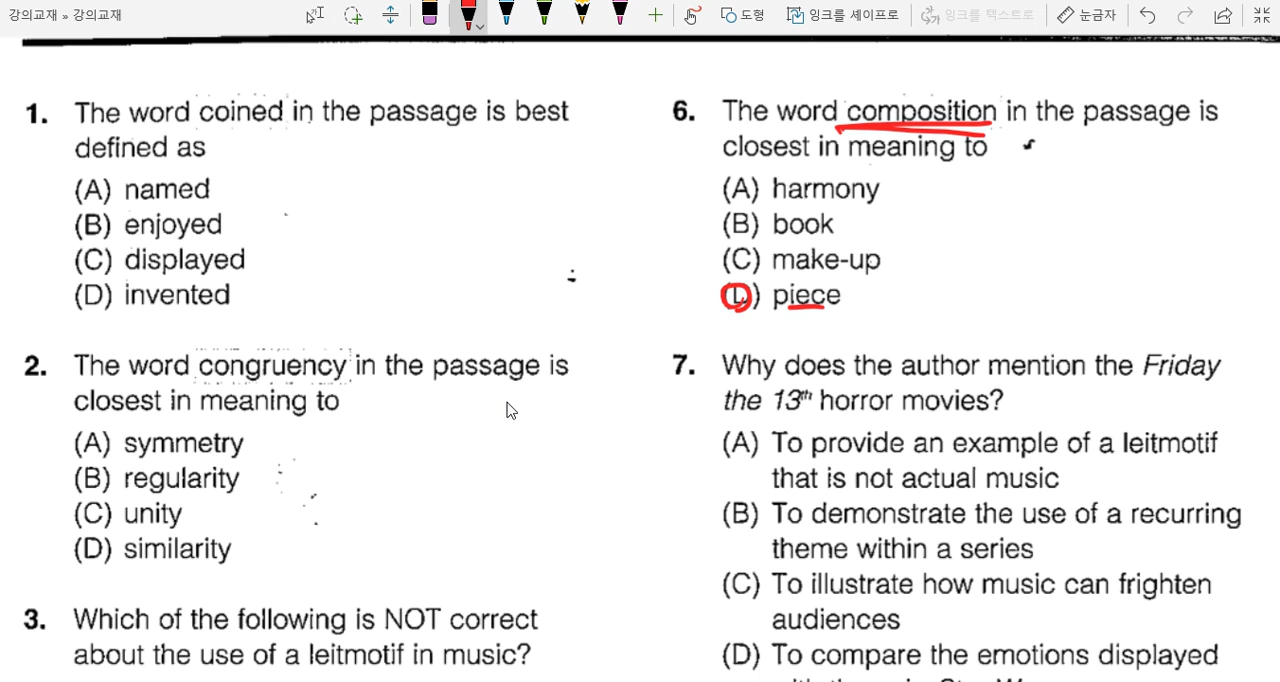 강의교재 » 강의교재
도형
잉크를 셰이프로
잉크를 텍스트로
눈금자
1. The word coined in the passage is best
defined as
(A) named
(B) enjoyed
(C) displayed
(D) invented
2. The word congruency in the passage is
closest in meaning to
(A) symmetry
(B) regularity
(C) unity
(D) similarity
3. Which of the following is NOT correct
about the use of a leitmotif in music?
6. The word composition in the passage is
closest in meaning to
(A) harmony
(B) book
(C) make-up
(D) piece
7. Why does the author mention the Friday
the 13th horror movies?
(A) To provide an example of a leitmotif
that is not actual music
(B) To demonstrate the use of a recurring
theme within a series
(C) To illustrate how music can frighten
audiences
(D) To compare the emotions displayed